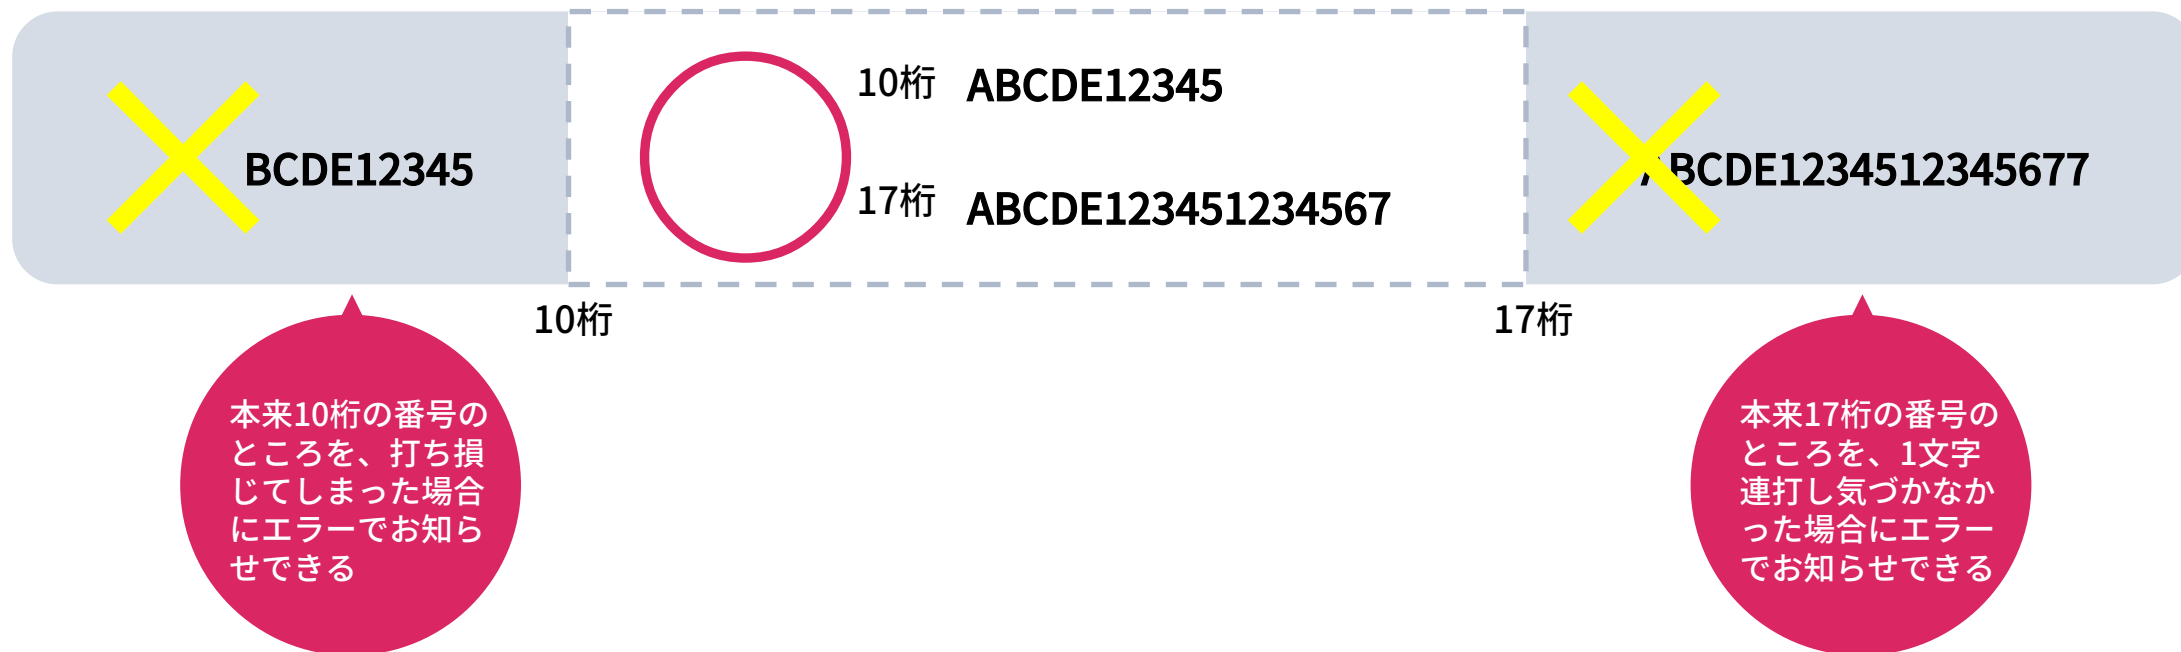 10桁 ABCDE12345
BCDE12345
ABCDE1234512345677
17桁 ABCDE123451234567
10桁
17桁
本来10桁の番号の
ところを、打ち損
じてしまった場合
にエラーでお知ら
せできる
本来17桁の番号の
ところを、1文字
連打し気づかなか
った場合にエラー
でお知らせできる